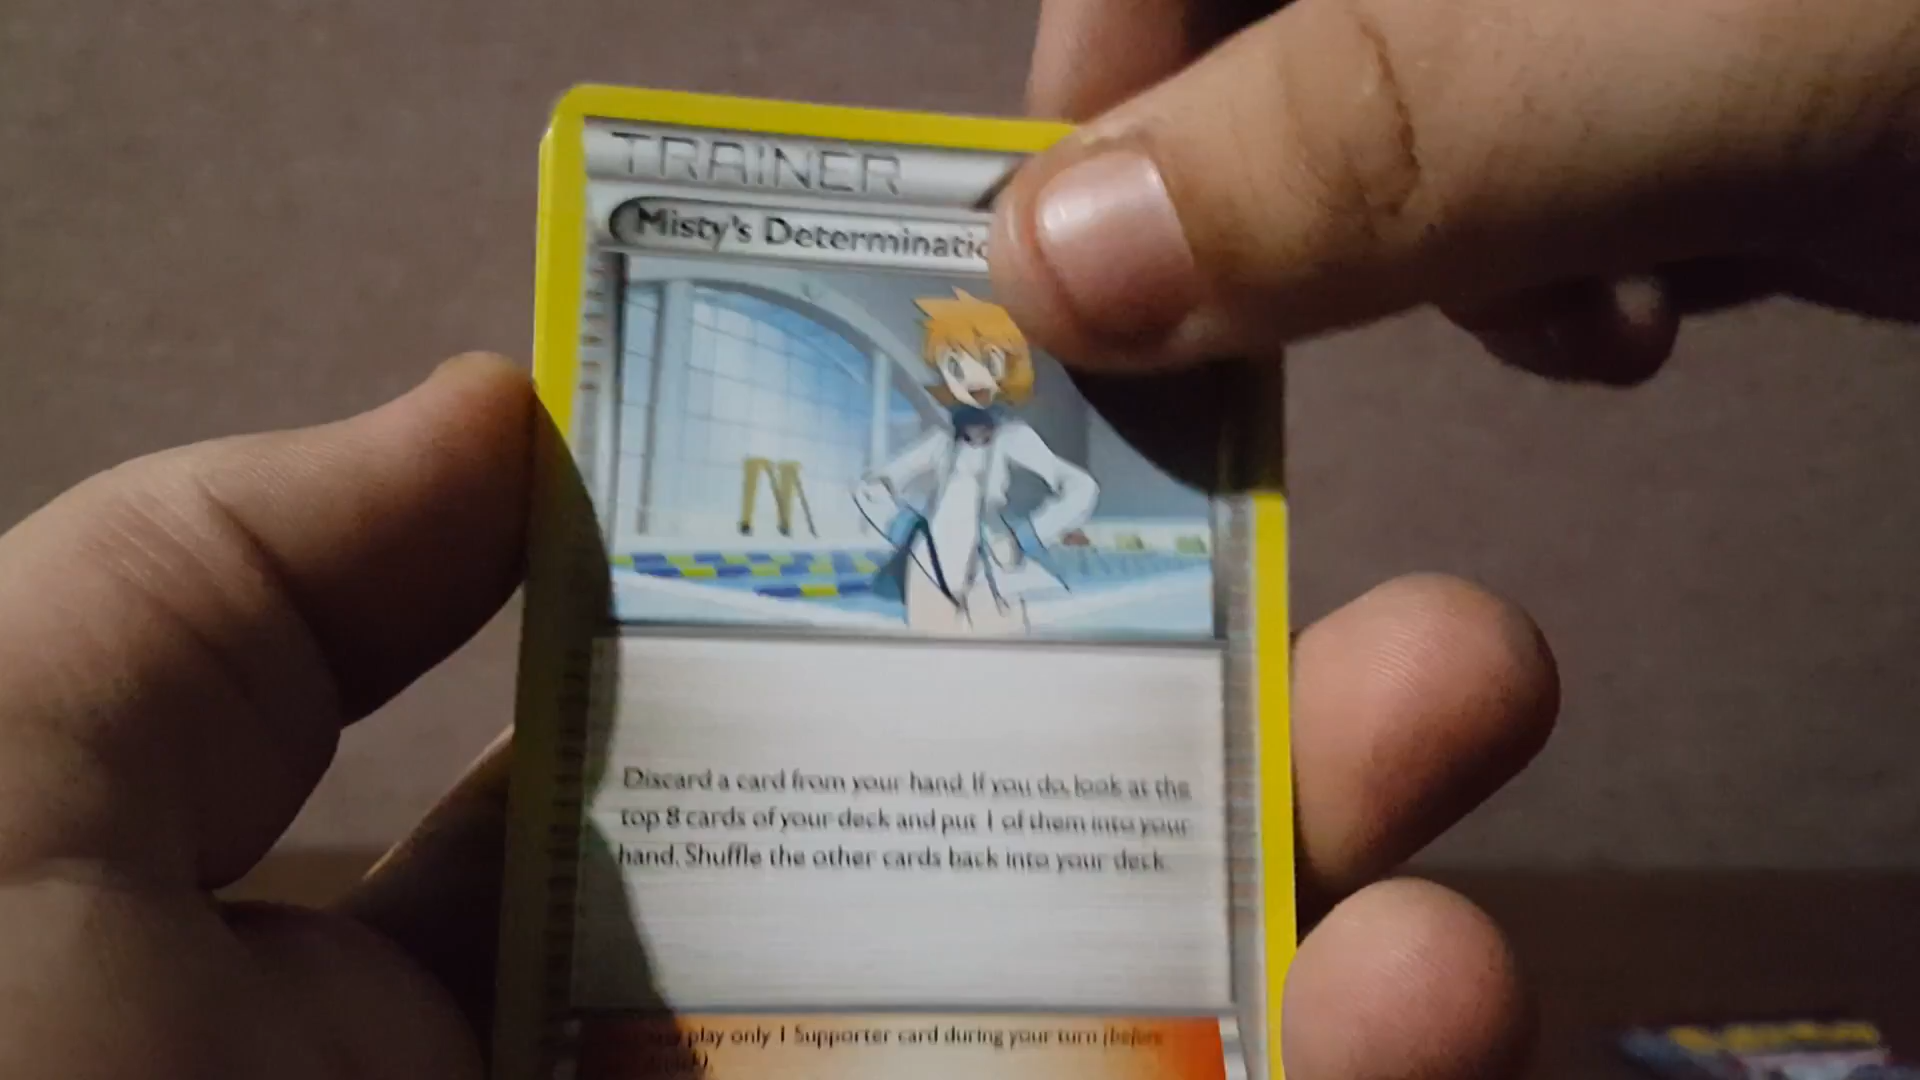 TRAINER
Misty's Determinatio
Discard a card from your hand. If you do, look at the
top 8 cards of your deck and put 1 of them into your
hand. Shuffle the other cards back into your deck.
play only 1 Supporter card during your turn (before